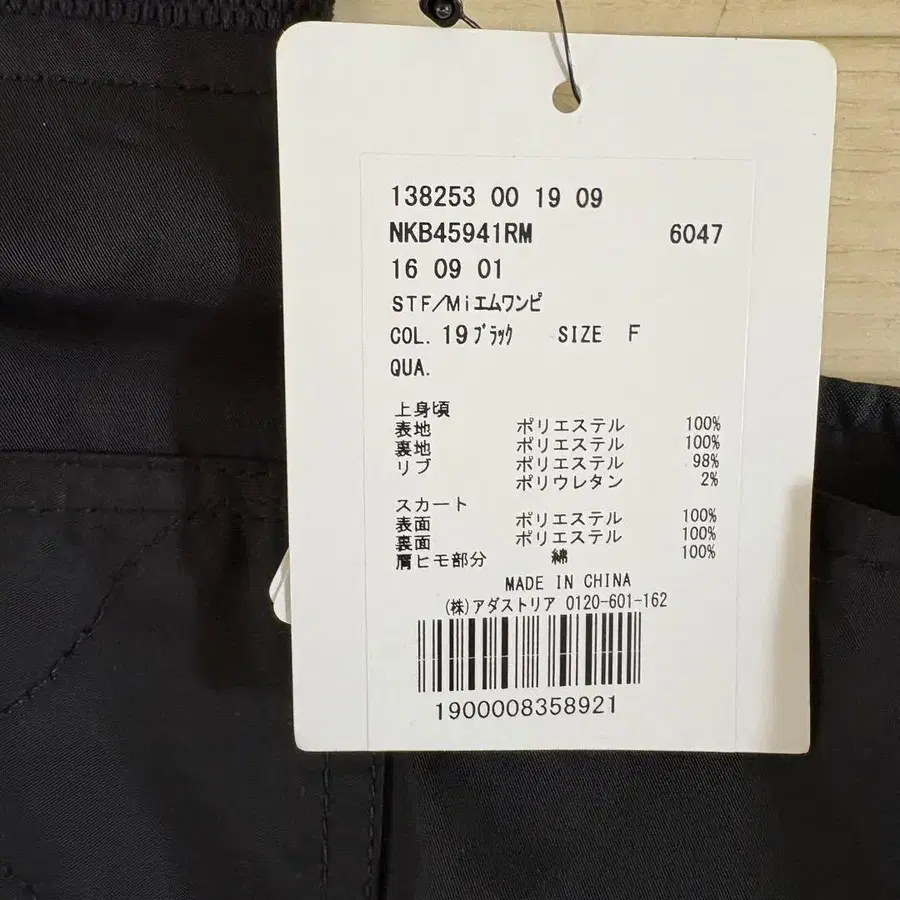 138253 00 19 09
NKB45941RM 6047
16 09 01
STF/Miエムワンピ
COL. 19ブラック SIZE F
QUA.
上身頃
表地 ポリエステル 100%
裏地 ポリエステル 100%
リブ ポリエステル 98%
ポリウレタン 2%
スカート
表面 ポリエステル 100%
裏面 ポリエステル 100%
肩ヒモ部分 綿 100%
MADE IN CHINA
(株)アダストリア 0120-601-162
1900008358921